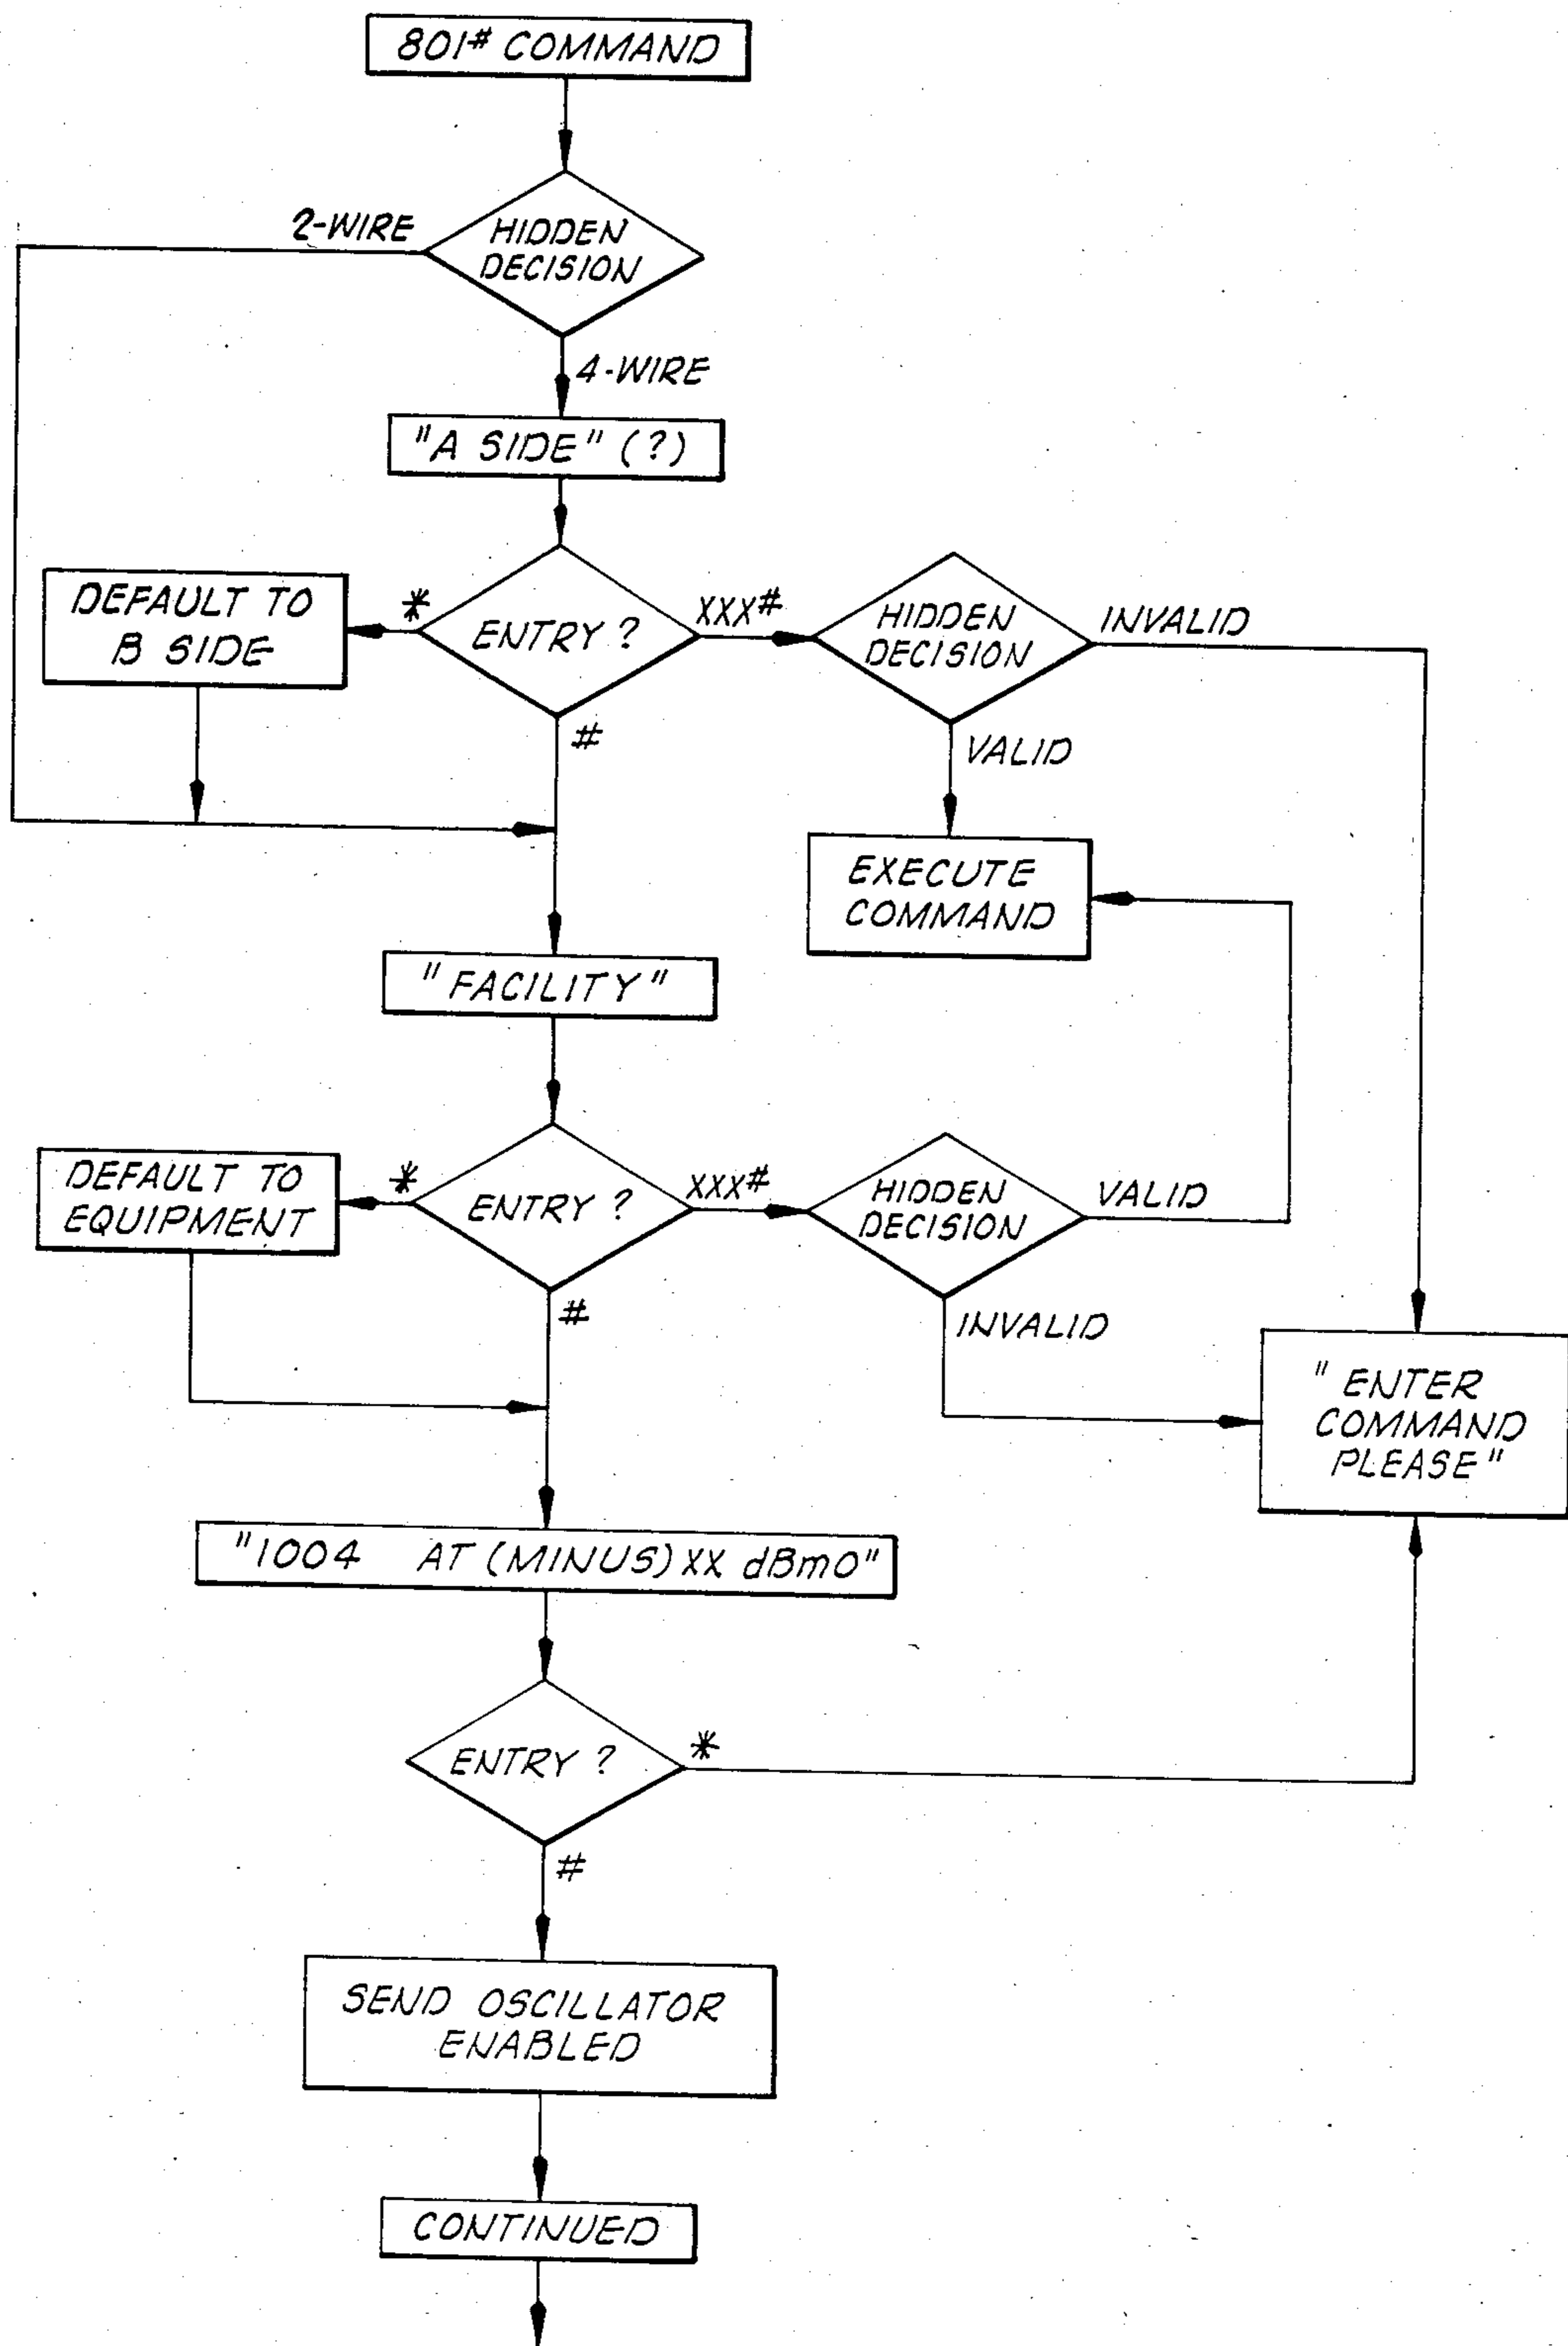 801# COMMAND
2-WIRE
HIDDEN
DECISION
4-WIRE
"A SIDE" (?)
DEFAULT TO
B SIDE
*
ENTRY ?
XXX#
HIDDEN
DECISION
INVALID
#
VALID
EXECUTE
COMMAND
"FACILITY"
DEFAULT TO
EQUIPMENT
*
ENTRY ?
XXX#
HIDDEN
DECISION
VALID
#
INVALID
"ENTER
COMMAND
PLEASE"
"1004 AT (MINUS) XX dBmO"
ENTRY ?
*
#
SEND OSCILLATOR
ENABLED
CONTINUED